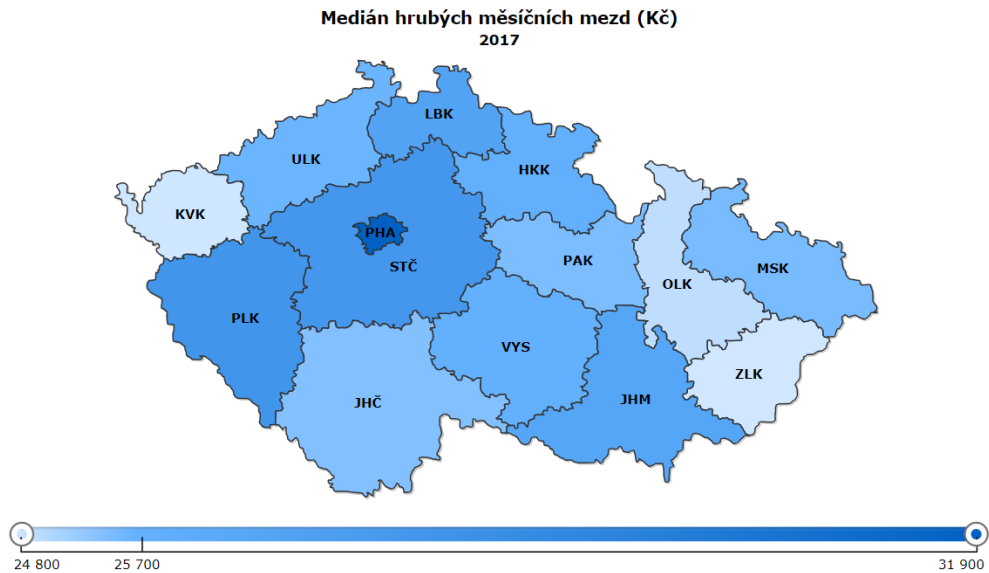 Medián hrubých měsíčních mezd (Kč)
2017
LBK
ULK
HKK
KVK
PHA
STČ
PAK
MSK
OLK
PLK
VYS
ZLK
JHČ
JHM
24 800
25 700
31 900